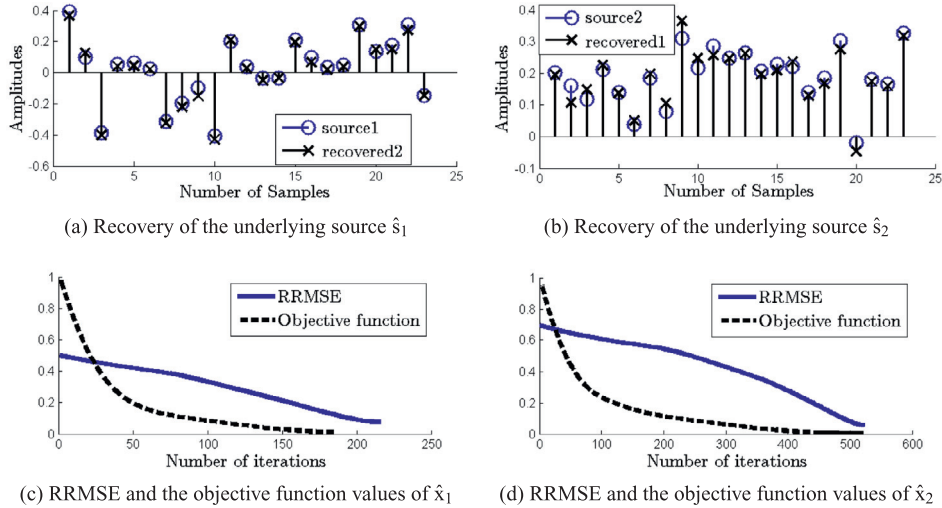 0.4
0.2
0
-0.2
-0.4
-0.6
Amplitudes
source1
recovered2
0 5 10 15 20 25
Number of Samples
(a) Recovery of the underlying source ŝ₁
0.4
0.3
0.2
0.1
0
-0.1
Amplitudes
source2
recovered1
0 5 10 15 20 25
Number of Samples
(b) Recovery of the underlying source ŝ₂
1
0.8
0.6
0.4
0.2
0
RRMSE
Objective function
0 50 100 150 200 250
Number of iterrations
(c) RRMSE and the objective function values of x̂₁
1
0.8
0.6
0.4
0.2
0
RRMSE
Objective function
0 100 200 300 400 500 600
Number of iterrations
(d) RRMSE and the objective function values of x̂₂